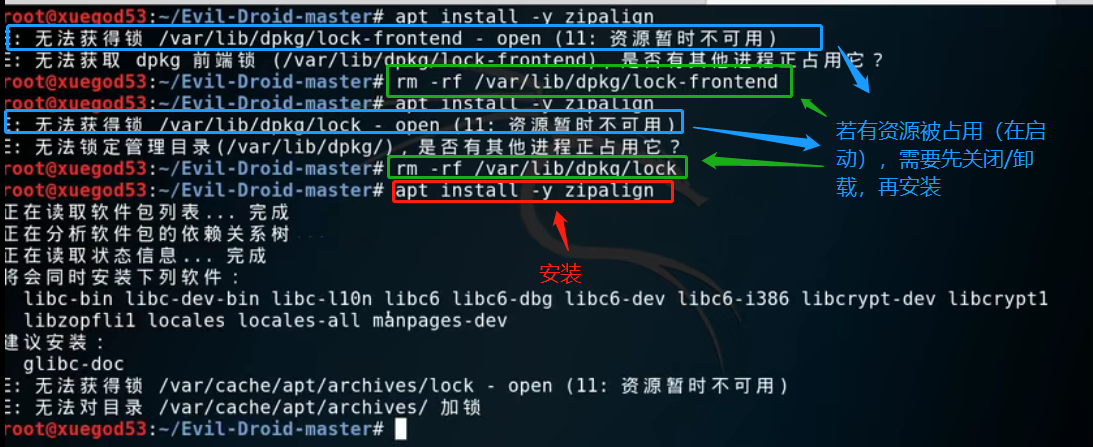 root@xuegod53:~/Evil-Droid-master# apt install -y zipalign
E: 无法获得锁 /var/lib/dpkg/lock-frontend - open (11: 资源暂时不可用)
E: 无法获取 dpkg 前端锁 (/var/lib/dpkg/lock-frontend)，是否有其他进程正占用它？
root@xuegod53:~/Evil-Droid-master# rm -rf /var/lib/dpkg/lock-frontend
root@xuegod53:~/Evil-Droid-master# apt install -y zipalign
E: 无法获得锁 /var/lib/dpkg/lock - open (11: 资源暂时不可用)
E: 无法锁定管理目录(/var/lib/dpkg/)，是否有其他进程正占用它？
root@xuegod53:~/Evil-Droid-master# rm -rf /var/lib/dpkg/lock
root@xuegod53:~/Evil-Droid-master# apt install -y zipalign
若有资源被占用（在启
动），需要先关闭/卸
载，再安装
正在读取软件包列表... 完成
正在分析软件包的依赖关系树...
正在读取状态信息... 完成
安装
将会同时安装下列软件：
libc-bin libc-dev-bin libc-l10n libc6 libc6-dbg libc6-dev libc6-i386 libcrypt-dev libcrypt1
libzopfli1 locales locales-all manpages-dev
建议安装：
glibc-doc
E: 无法获得锁 /var/cache/apt/archives/lock - open (11: 资源暂时不可用)
E: 无法对目录 /var/cache/apt/archives/ 加锁
root@xuegod53:~/Evil-Droid-master#